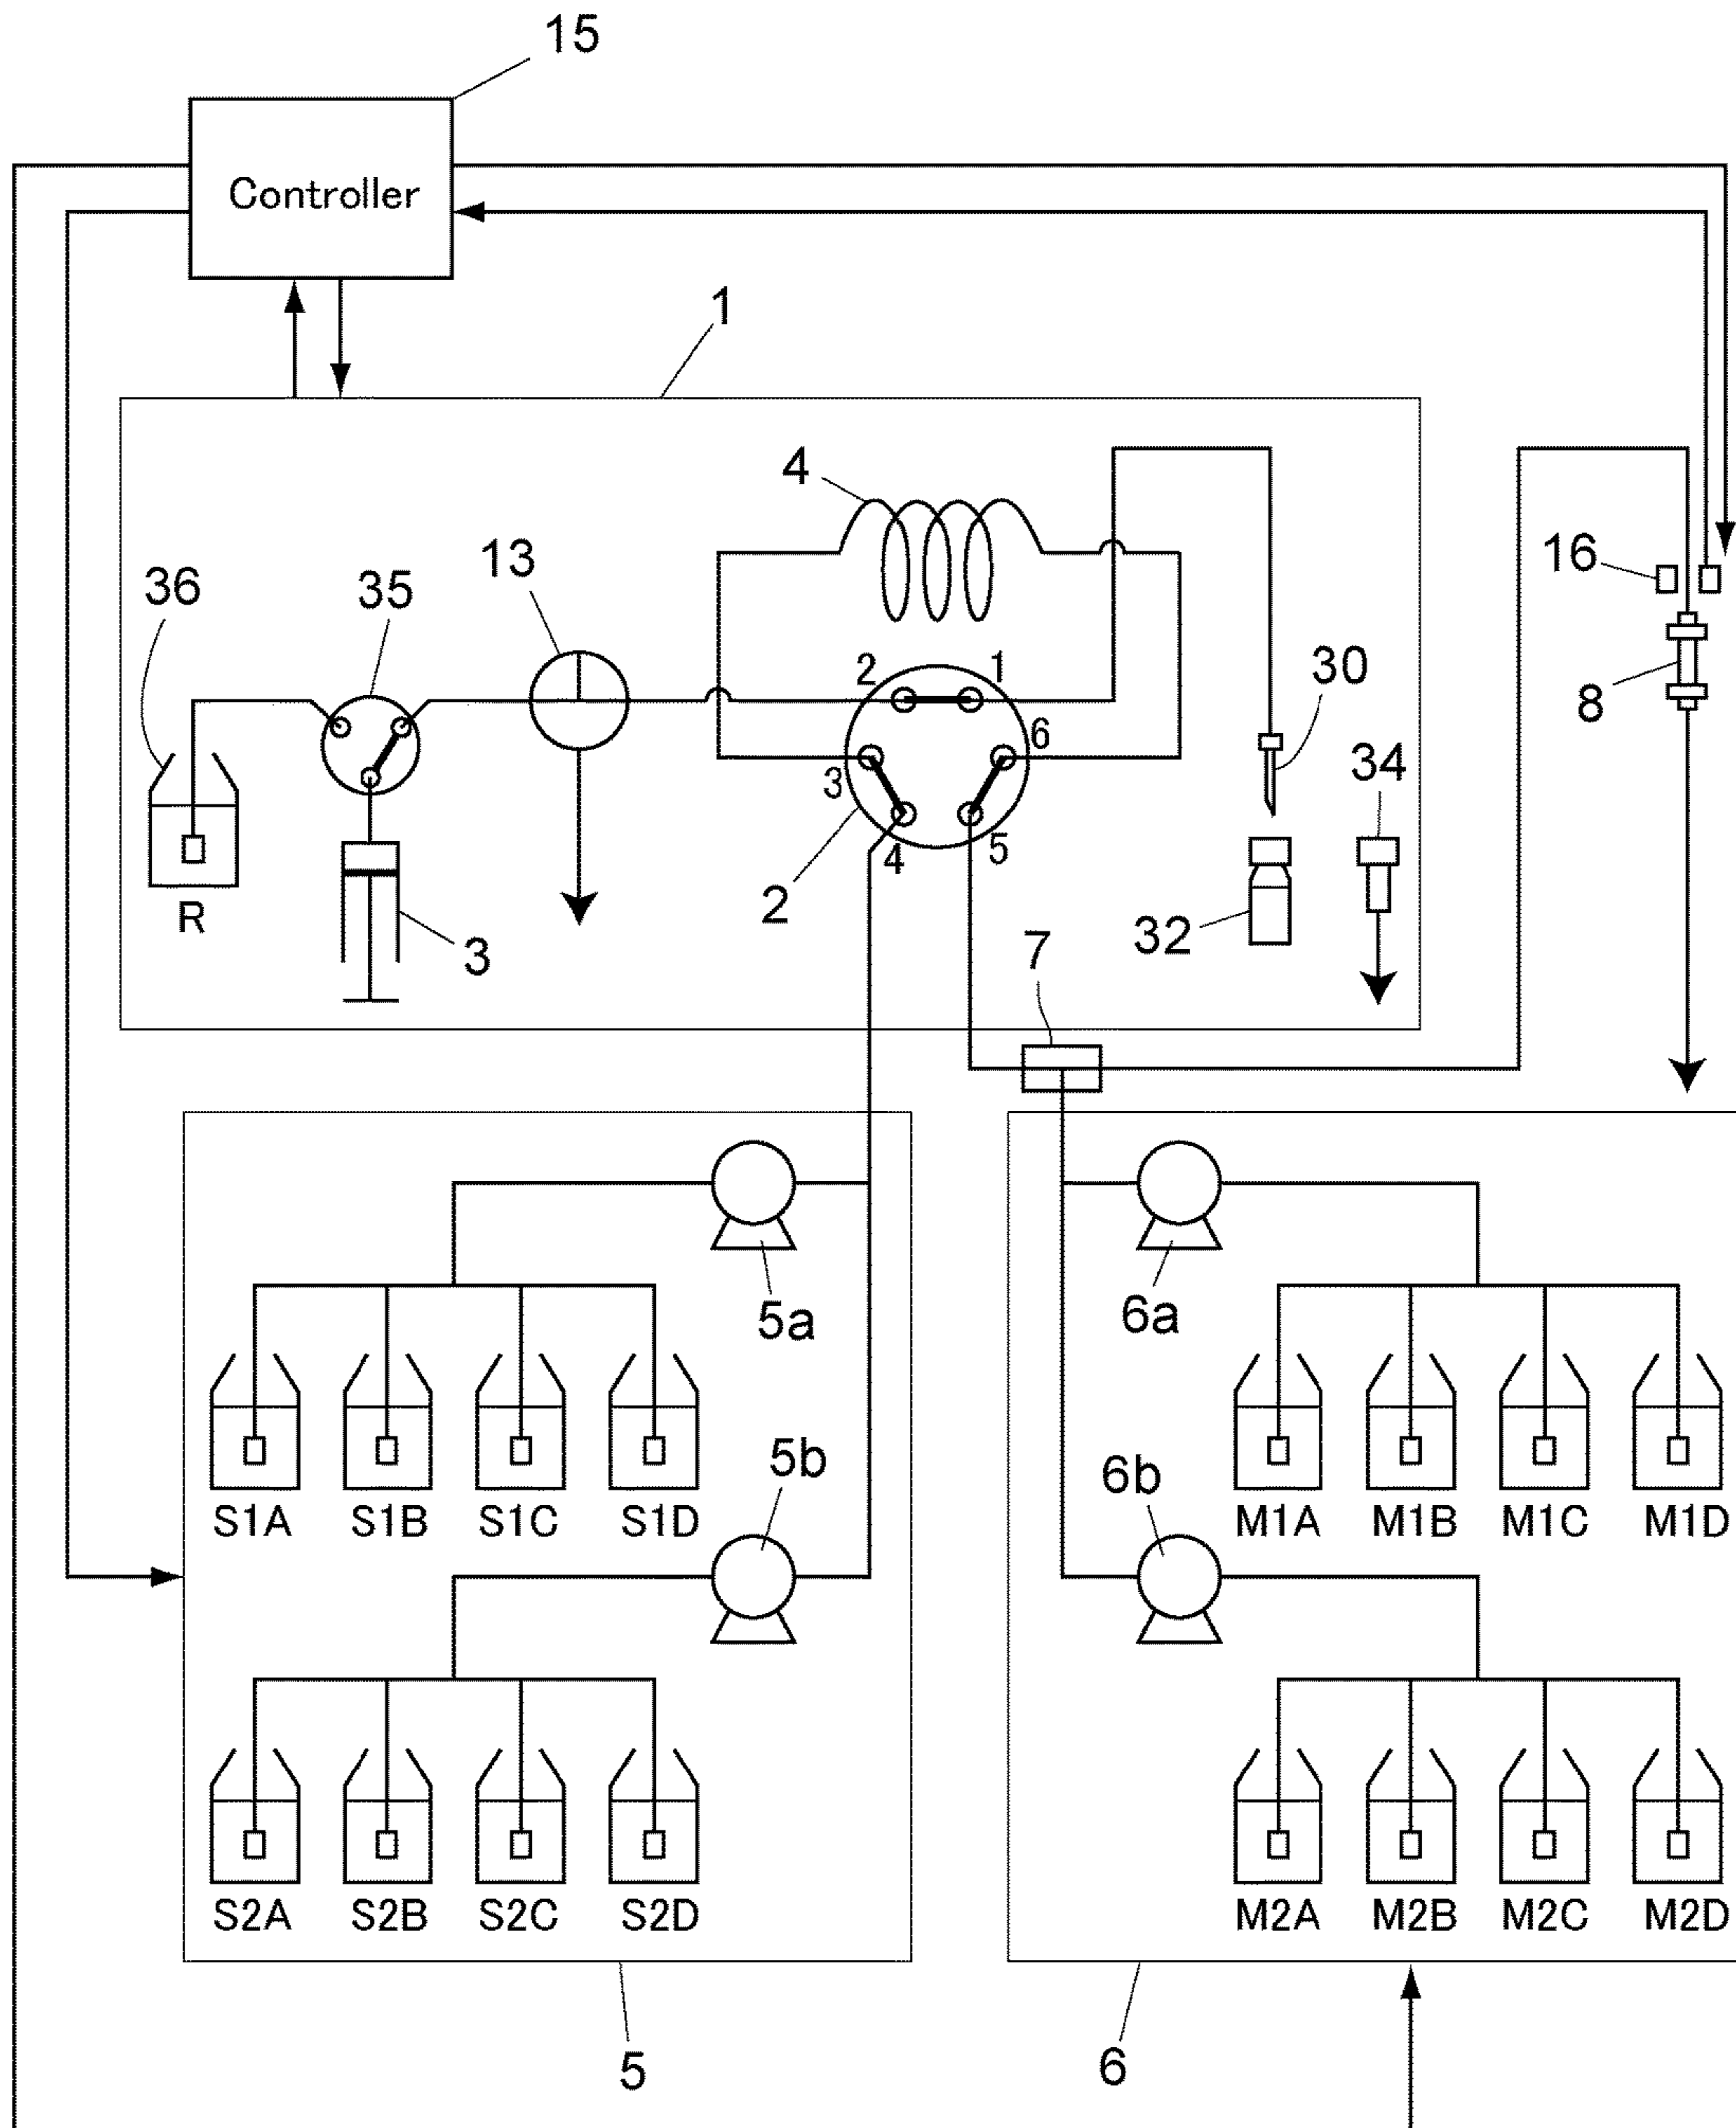 15
Controller
1
4
36
35
13
16
2
1
30
8
6
34
3
4
5
2
R
3
32
7
5a
6a
S1A S1B S1C S1D
5b
6b
M1A M1B M1C M1D
S2A S2B S2C S2D
M2A M2B M2C M2D
5
6